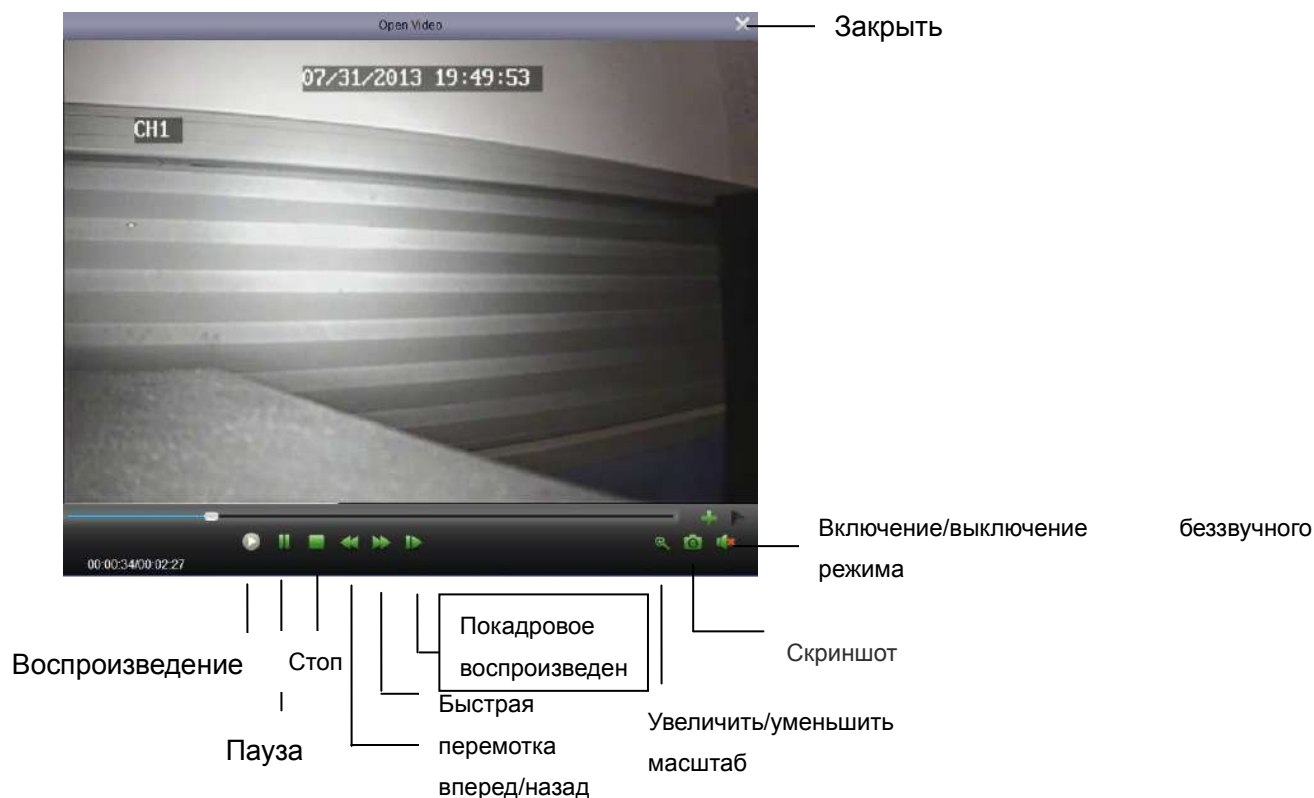 Open Video
Закрыть
07/31/2013 19:49:53
CH1
Включение/выключение беззвучного
режима
00:00:34/00:02:27
Покадровое
воспроизведен
Скриншот
Воспроизведение
Стоп
Быстрая
перемотка
вперед/назад
Увеличить/уменьшить
масштаб
Пауза